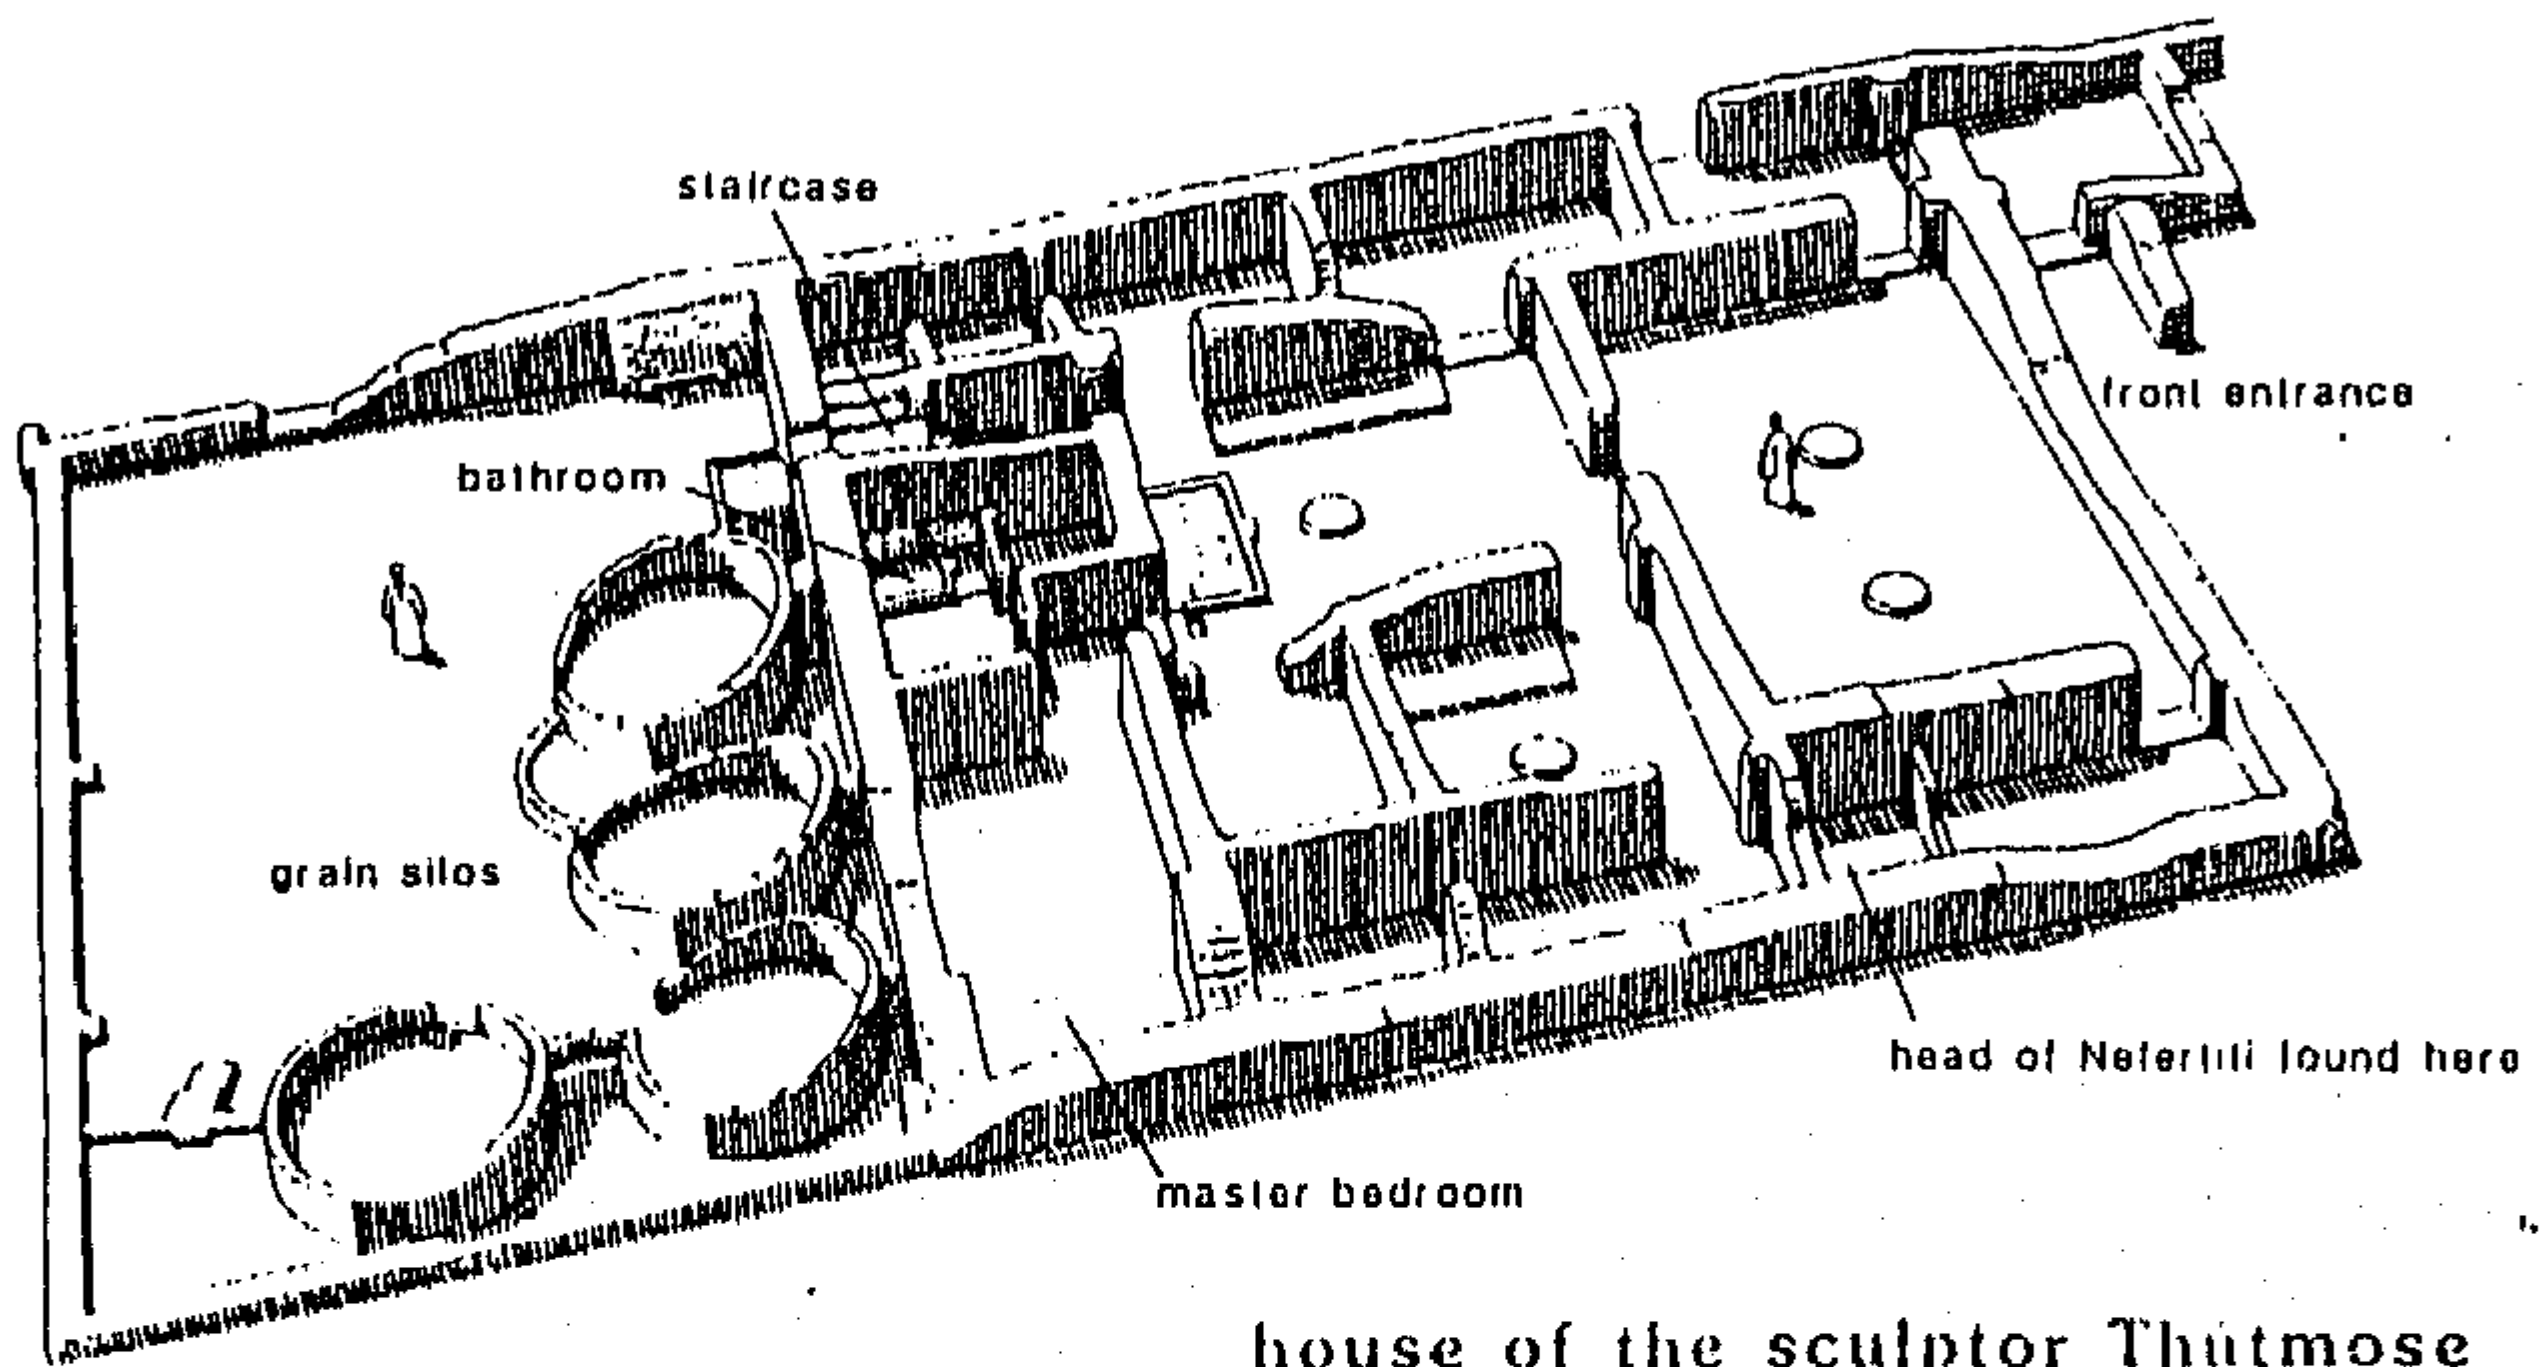 staircase
bathroom
front entrance
grain silos
head of Nefertiti found here
master bedroom
house of the sculptor Thutmose